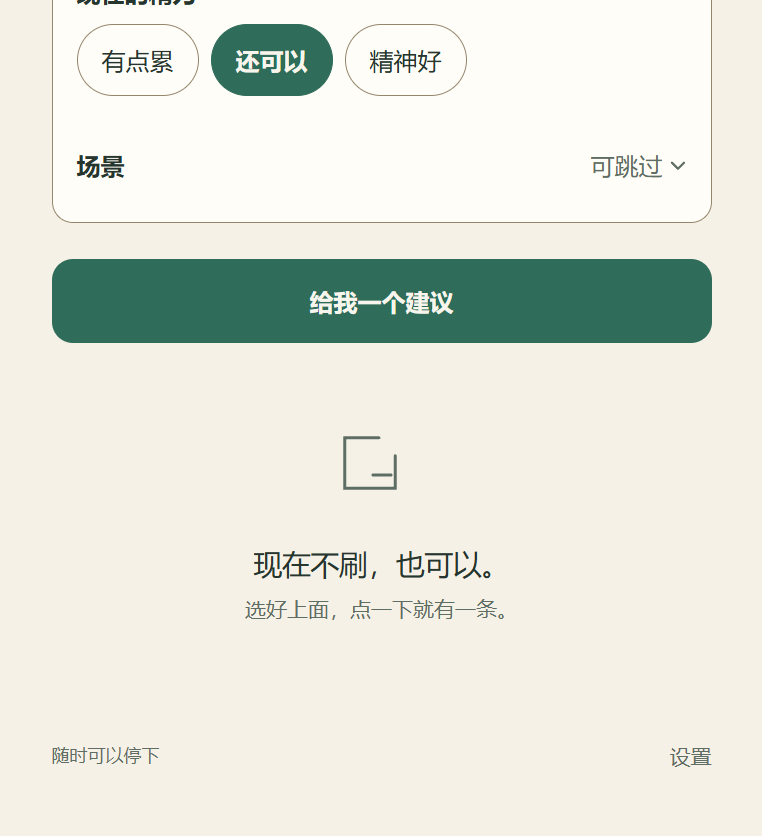 有点累 还可以 精神好
场景 可跳过
给我一个建议
现在不刷，也可以。
选好上面，点一下就有一条。
随时可以停下 设置